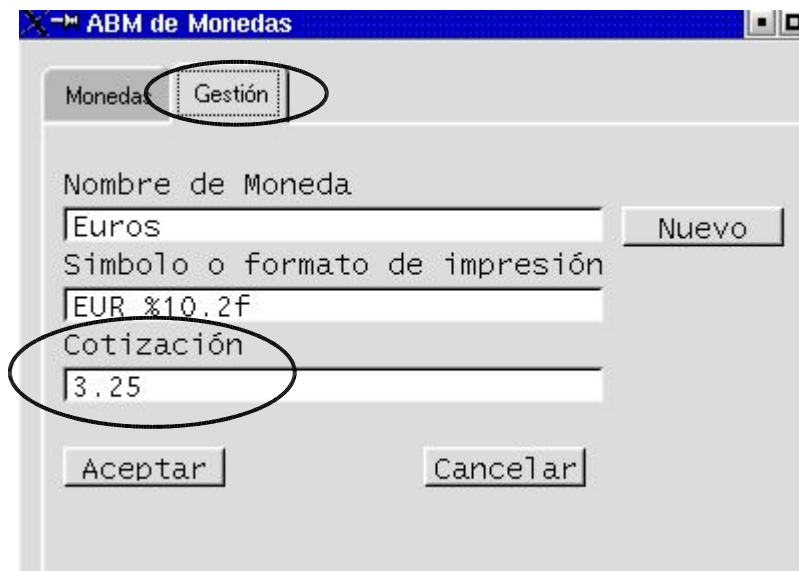 ABM de Monedas
Monedas Gestión
Nombre de Moneda
Euros
Nuevo
Simbolo o formato de impresión
EUR %10.2f
Cotización
3.25
Aceptar Cancelar